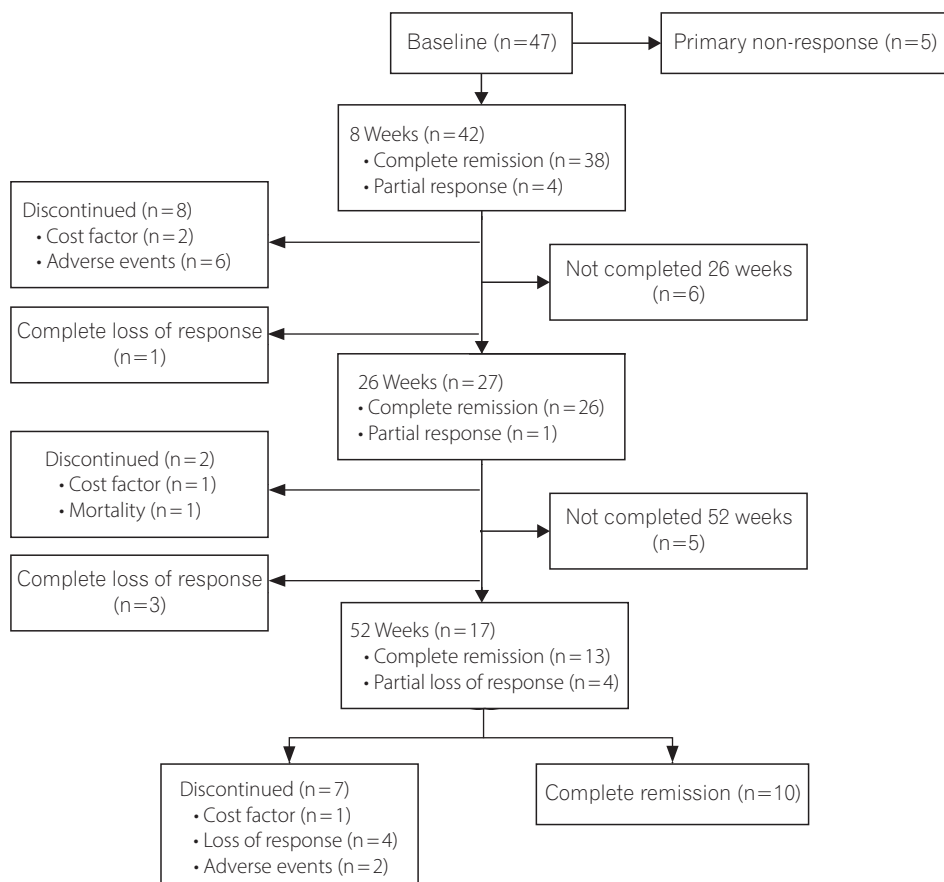 Baseline (n=47)
Primary non-response (n=5)
8 Weeks (n=42)
• Complete remission (n=38)
• Partial response (n=4)
Discontinued (n=8)
• Cost factor (n=2)
• Adverse events (n=6)
Not completed 26 weeks
(n=6)
Complete loss of response
(n=1)
26 Weeks (n=27)
• Complete remission (n=26)
• Partial response (n=1)
Discontinued (n=2)
• Cost factor (n=1)
• Mortality (n=1)
Not completed 52 weeks
(n=5)
Complete loss of response
(n=3)
52 Weeks (n=17)
• Complete remission (n=13)
• Partial loss of response (n=4)
Discontinued (n=7)
• Cost factor (n=1)
• Loss of response (n=4)
• Adverse events (n=2)
Complete remission (n=10)